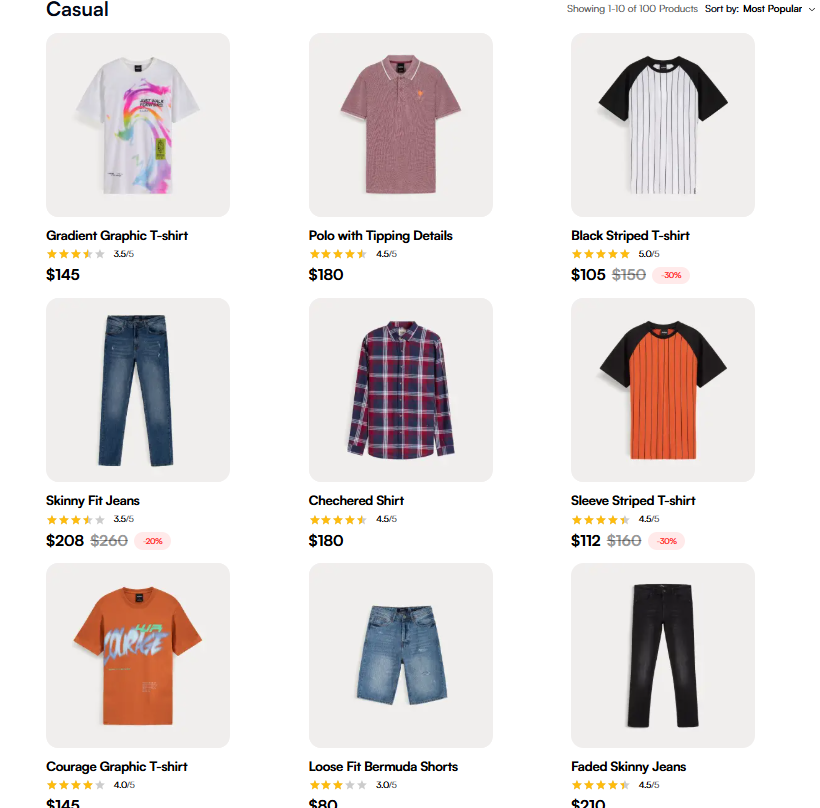 Casual
Showing 1-10 of 100 Products Sort by: Most Popular
Gradient Graphic T-shirt
3.5/5
$145
Polo with Tipping Details
4.5/5
$180
Black Striped T-shirt
5.0/5
$105 $150 -30%
Skinny Fit Jeans
3.5/5
$208 $260 -20%
Chechered Shirt
4.5/5
$180
Sleeve Striped T-shirt
4.5/5
$112 $160 -30%
COURAGE
Courage Graphic T-shirt
4.0/5
$145
Loose Fit Bermuda Shorts
3.0/5
$80
Faded Skinny Jeans
4.5/5
$210